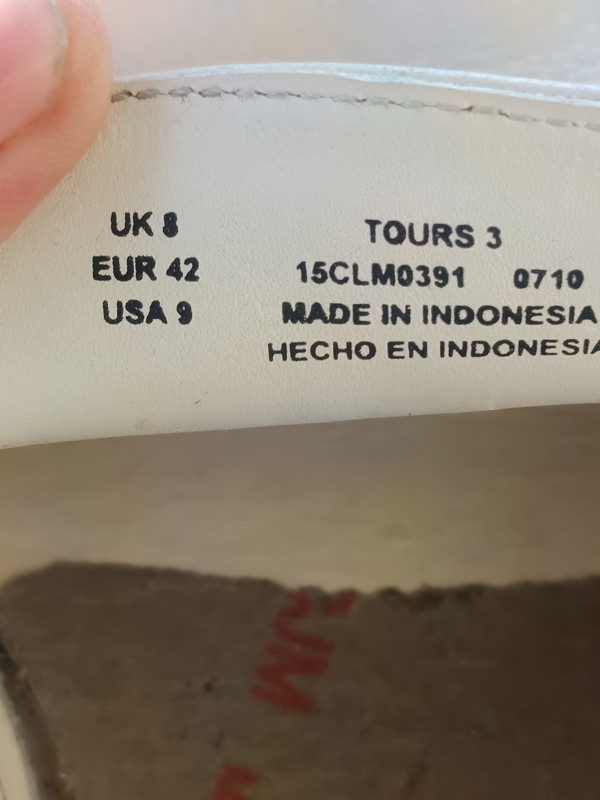 UK 8
EUR 42
USA 9
TOURS 3
15CLM0391 0710
MADE IN INDONESIA
HECHO EN INDONESIA